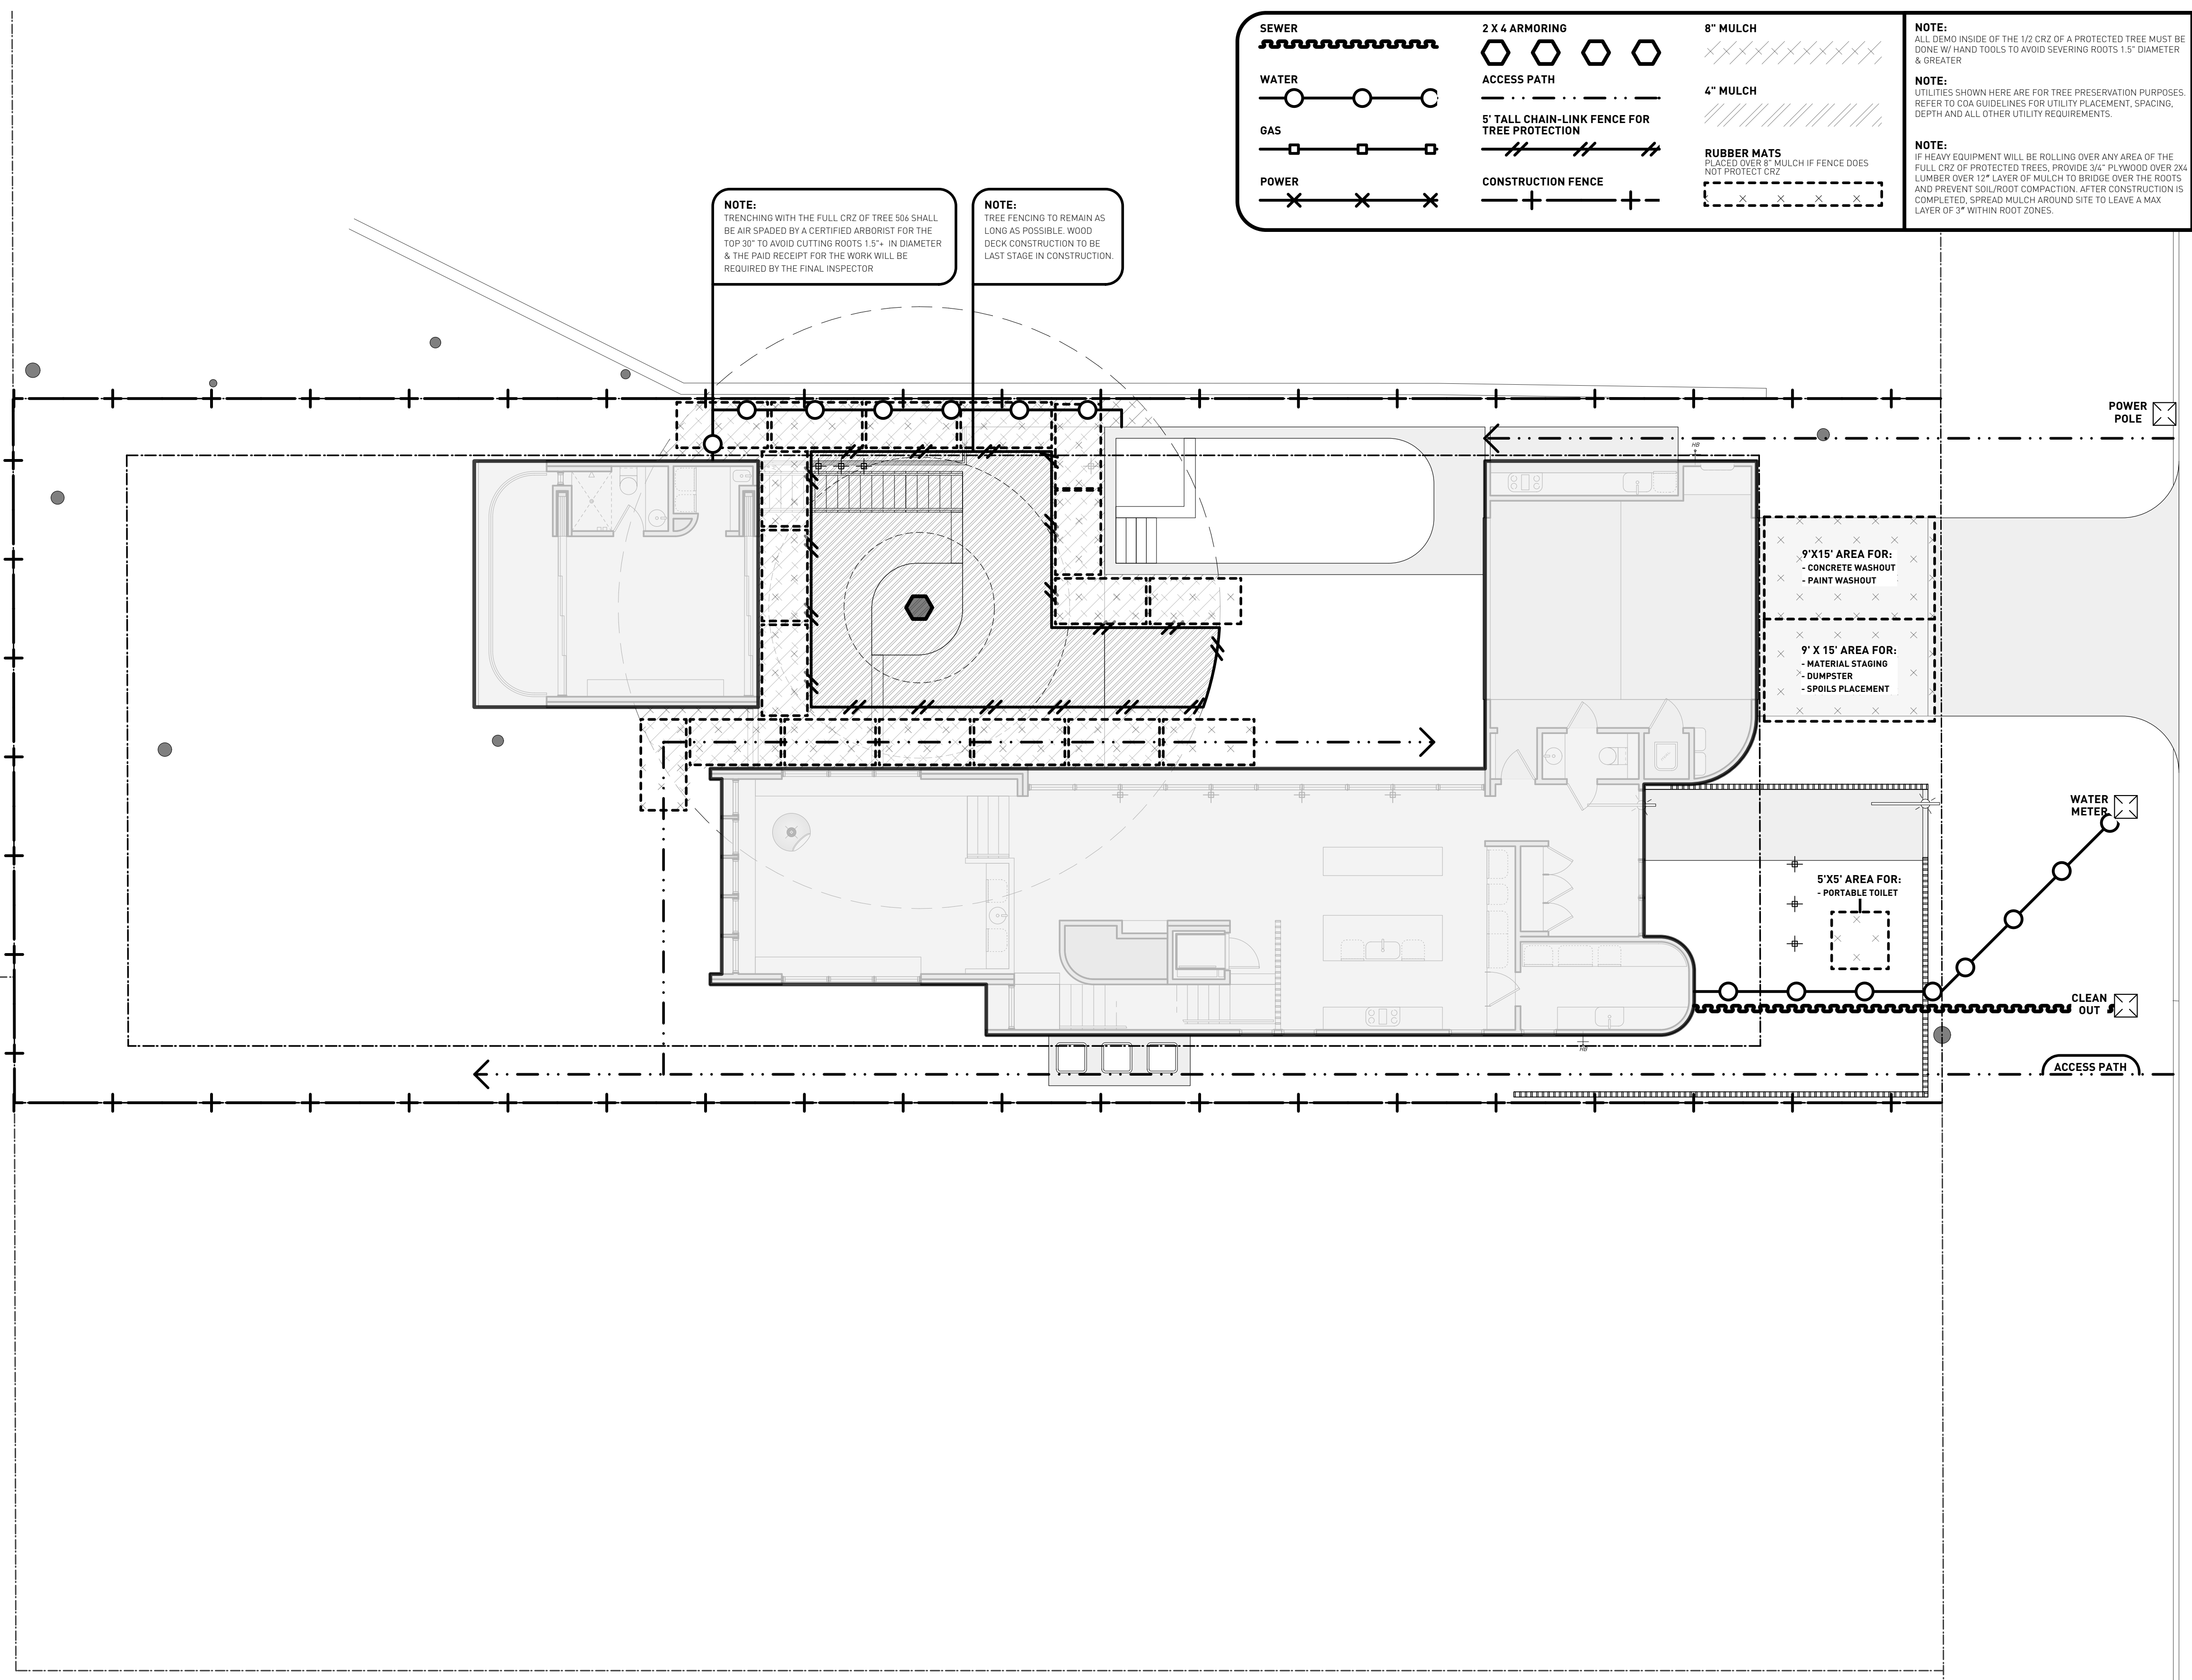 SEWER
WATER
GAS
POWER
2 X 4 ARMORING
ACCESS PATH
5' TALL CHAIN-LINK FENCE FOR
TREE PROTECTION
CONSTRUCTION FENCE
8" MULCH
4" MULCH
RUBBER MATS
PLACED OVER 8" MULCH IF FENCE DOES
NOT PROTECT CRZ
NOTE:
ALL DEMO INSIDE OF THE 1/2 CRZ OF A PROTECTED TREE MUST BE
DONE W/ HAND TOOLS TO AVOID SEVERING ROOTS 1.5" DIAMETER
& GREATER
NOTE:
UTILITIES SHOWN HERE ARE FOR TREE PRESERVATION PURPOSES.
REFER TO COA GUIDELINES FOR UTILITY PLACEMENT, SPACING,
DEPTH AND ALL OTHER UTILITY REQUIREMENTS.
NOTE:
IF HEAVY EQUIPMENT WILL BE ROLLING OVER ANY AREA OF THE
FULL CRZ OF PROTECTED TREES, PROVIDE 3/4" PLYWOOD OVER 2X4
LUMBER OVER 12" LAYER OF MULCH TO BRIDGE OVER THE ROOTS
AND PREVENT SOIL/ROOT COMPACTION. AFTER CONSTRUCTION IS
COMPLETED, SPREAD MULCH AROUND SITE TO LEAVE A MAX
LAYER OF 3" WITHIN ROOT ZONES.
NOTE:
TRENCHING WITH THE FULL CRZ OF TREE 506 SHALL
BE AIR SPADED BY A CERTIFIED ARBORIST FOR THE
TOP 30" TO AVOID CUTTING ROOTS 1.5"+ IN DIAMETER
& THE PAID RECEIPT FOR THE WORK WILL BE
REQUIRED BY THE FINAL INSPECTOR
NOTE:
TREE FENCING TO REMAIN AS
LONG AS POSSIBLE. WOOD
DECK CONSTRUCTION TO BE
LAST STAGE IN CONSTRUCTION.
POWER
POLE
HB
9'X15' AREA FOR:
- CONCRETE WASHOUT
- PAINT WASHOUT
9' X 15' AREA FOR:
- MATERIAL STAGING
- DUMPSTER
- SPOILS PLACEMENT
WATER
METER
5'X5' AREA FOR:
- PORTABLE TOILET
CLEAN
OUT
HB
ACCESS PATH